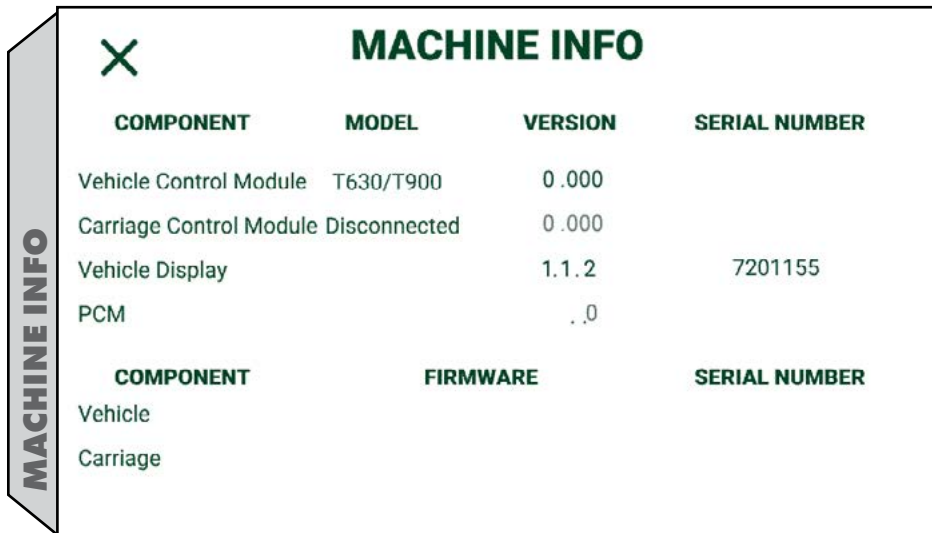 MACHINE INFO
MACHINE INFO
COMPONENT MODEL VERSION SERIAL NUMBER
Vehicle Control Module T630/T900 0 .000
Carriage Control Module Disconnected 0 .000
Vehicle Display 1.1.2 7201155
PCM . .0
COMPONENT FIRMWARE SERIAL NUMBER
Vehicle
Carriage